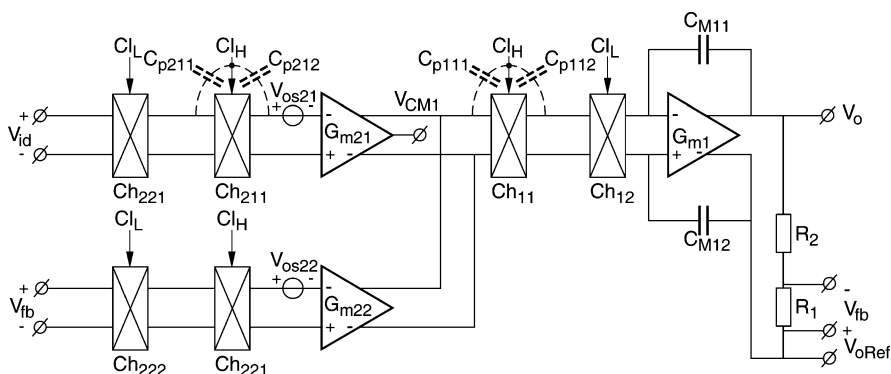 C_M11
Cl_L C_p211 Cl_H C_p212 C_p111 Cl_H C_p112 Cl_L
V_os21 V_CM1
+ + - - - V_o
V_id G_m21 G_m1
- + - + -
Ch_221 Ch_211 Ch_11 Ch_12
Cl_L Cl_H C_M12 R_2
V_os22
+ + - - -
V_fb G_m22 R_1 V_fb
- + - +
V_oRef
Ch_222 Ch_221